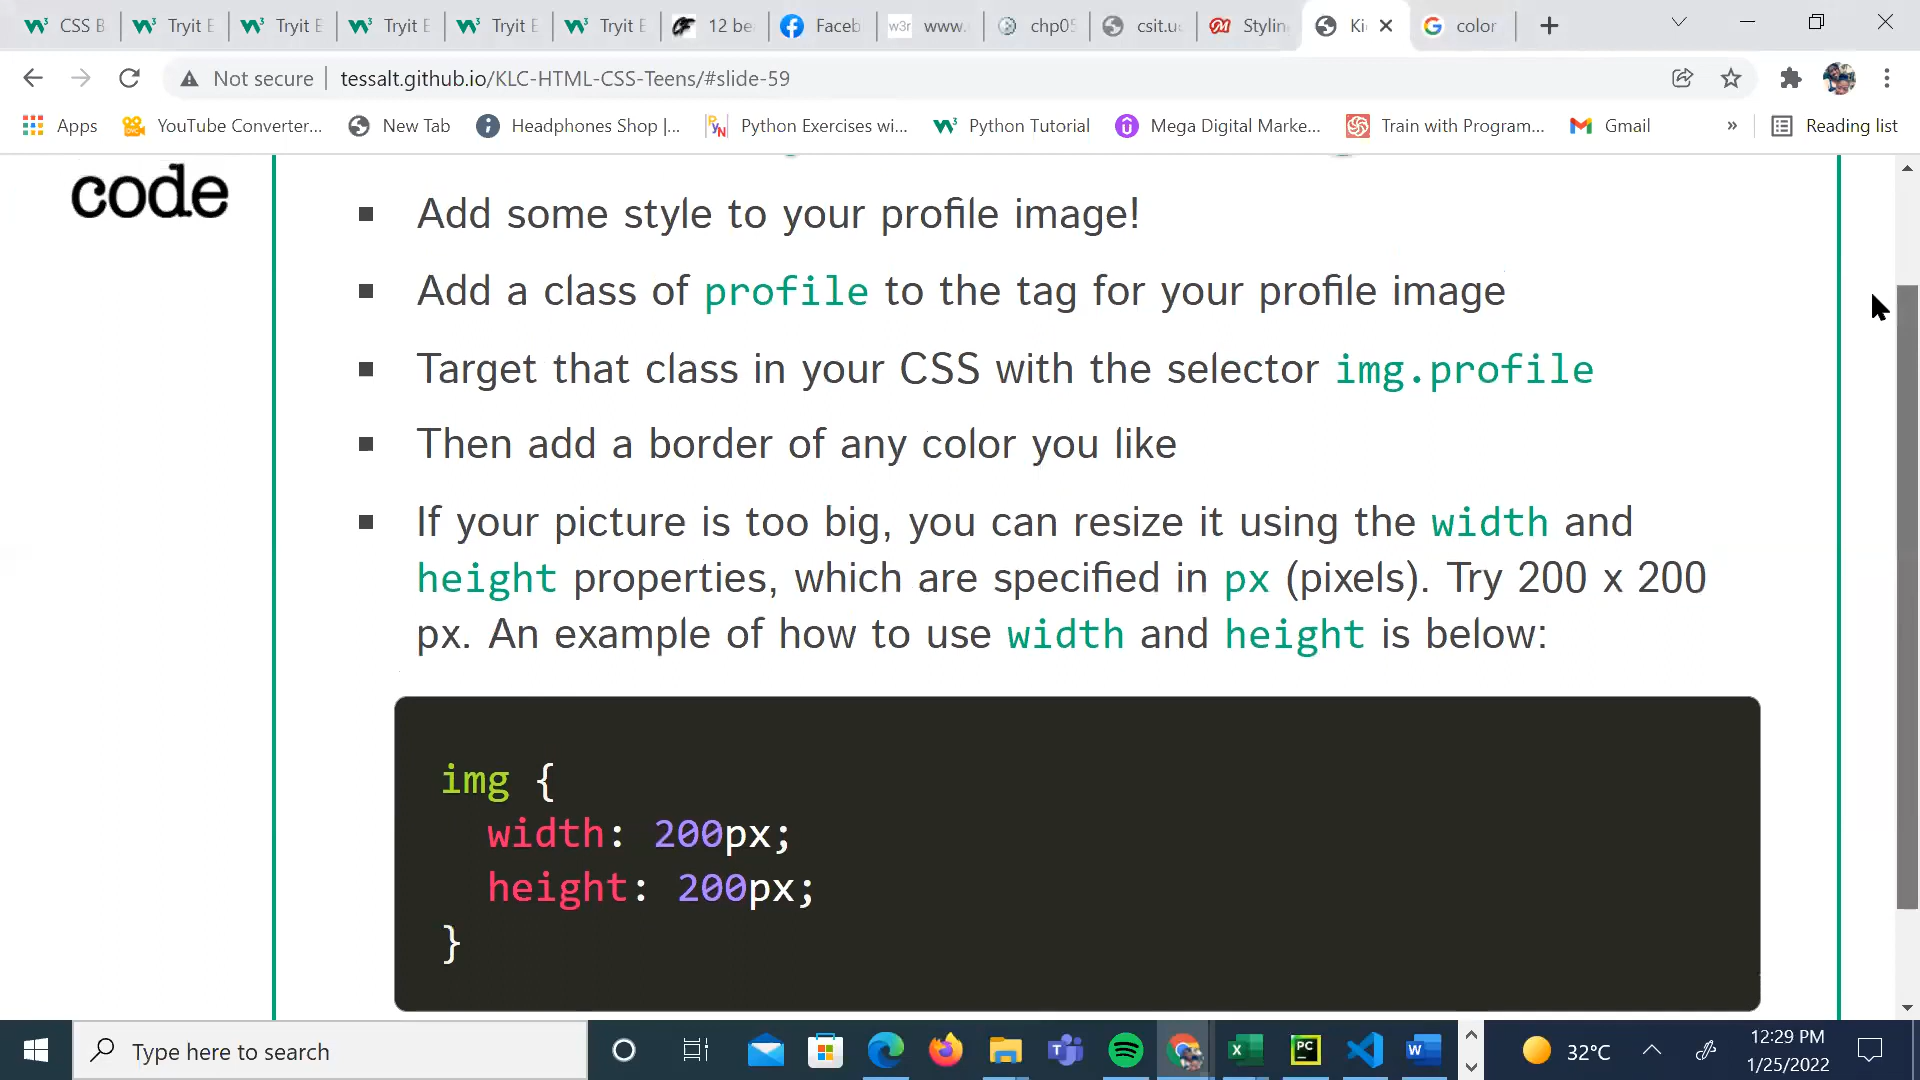 CSS B Tryit E Tryit E Tryit E Tryit E Tryit E 12 be Faceb w3r www. chp05 csit.u Stylin Ki color
Not secure tessalt.github.io/KLC-HTML-CSS-Teens/#slide-59
Apps YouTube Converter... New Tab Headphones Shop |... Python Exercises wi... Python Tutorial Mega Digital Marke... Train with Program... Gmail » Reading list
code
Add some style to your profile image!
Add a class of profile to the tag for your profile image
Target that class in your CSS with the selector img.profile
Then add a border of any color you like
If your picture is too big, you can resize it using the width and
height properties, which are specified in px (pixels). Try 200 x 200
px. An example of how to use width and height is below:
img {
width: 200px;
height: 200px;
}
Type here to search
32°C
12:29 PM
1/25/2022